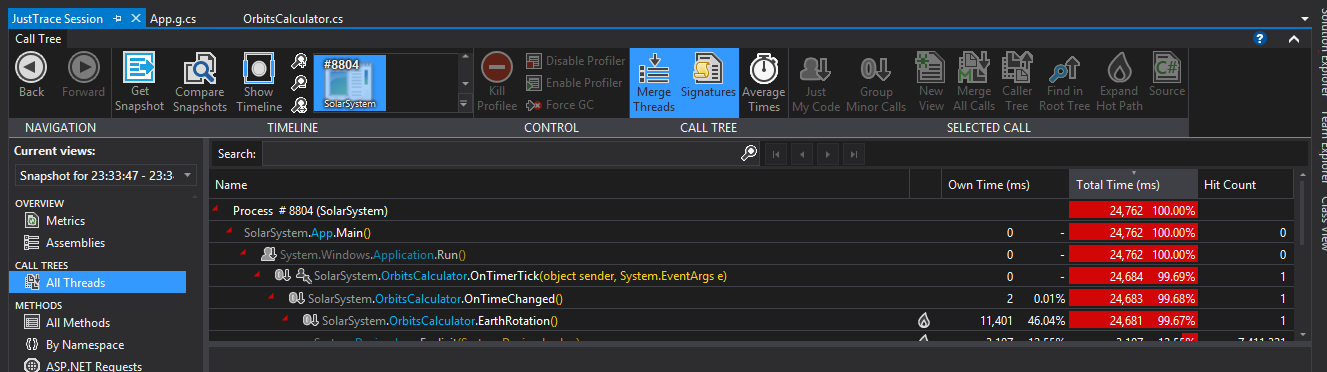 JustTrace Session App.g.cs OrbitsCalculator.cs
Call Tree
Back Forward
Get Snapshot Compare Snapshots Show Timeline
#8804 SolarSystem
Kill Profilee
Disable Profiler
Enable Profiler
Force GC
Merge Threads Signatures Average Times
Just My Code Group Minor Calls New View Merge All Calls Caller Tree Find in Root Tree Expand Hot Path C# Source
NAVIGATION TIMELINE CONTROL CALL TREE SELECTED CALL
Solution Explorer Team Explorer Class View
Current views:
Snapshot for 23:33:47 - 23:3
OVERVIEW
Metrics
Assemblies
CALL TREES
All Threads
METHODS
All Methods
By Namespace
ASP.NET Requests
Search:
Name Own Time (ms) Total Time (ms) Hit Count
Process # 8804 (SolarSystem) 24,762 100.00%
SolarSystem.App.Main() 0 - 24,762 100.00% 0
System.Windows.Application.Run() 0 - 24,762 100.00% 0
SolarSystem.OrbitsCalculator.OnTimerTick(object sender, System.EventArgs e) 0 - 24,684 99.69% 1
SolarSystem.OrbitsCalculator.OnTimeChanged() 2 0.01% 24,683 99.68% 1
SolarSystem.OrbitsCalculator.EarthRotation() 11,401 46.04% 24,681 99.67% 1